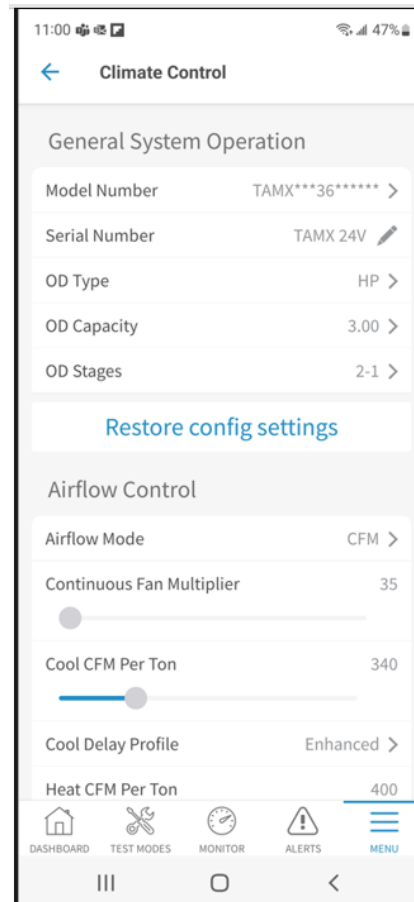 11:00 47%
Climate Control
General System Operation
Model Number TAMX***36******
Serial Number TAMX 24V
OD Type HP
OD Capacity 3.00
OD Stages 2-1
Restore config settings
Airflow Control
Airflow Mode CFM
Continuous Fan Multiplier 35
Cool CFM Per Ton 340
Cool Delay Profile Enhanced
Heat CFM Per Ton 400
DASHBOARD TEST MODES MONITOR ALERTS MENU